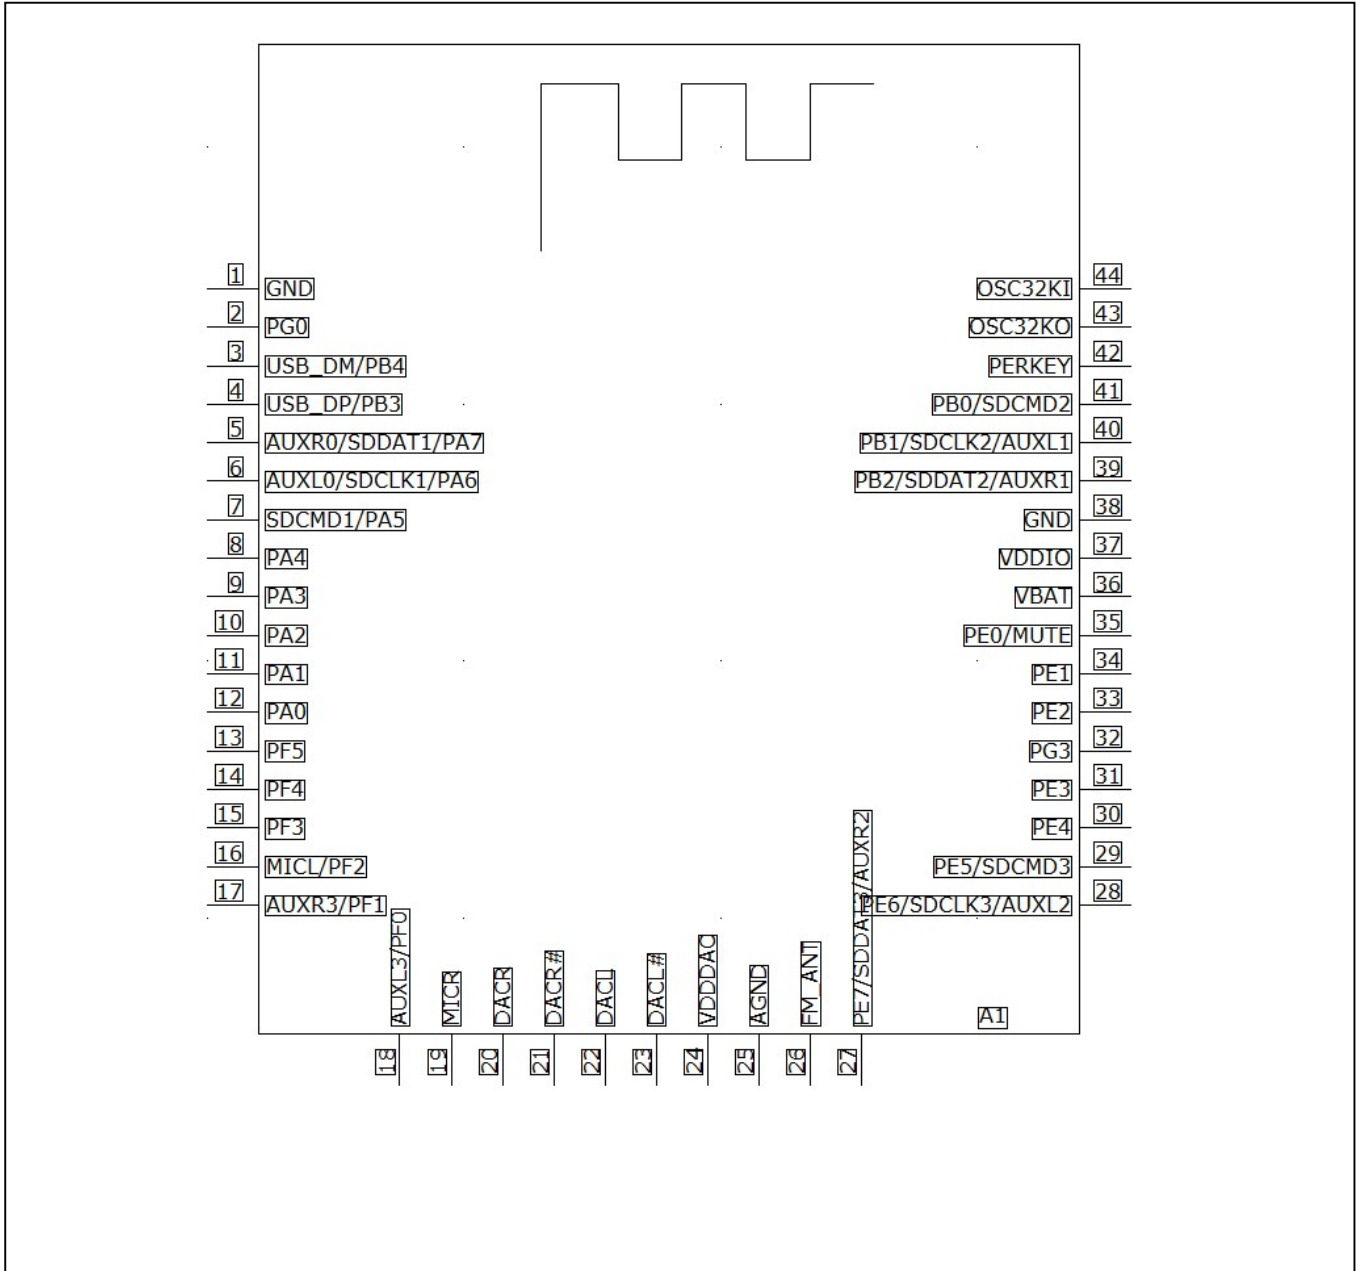 1 GND
2 PG0
3 USB_DM/PB4
4 USB_DP/PB3
5 AUXR0/SDDAT1/PA7
6 AUXL0/SDCLK1/PA6
7 SDCMD1/PA5
8 PA4
9 PA3
10 PA2
11 PA1
12 PA0
13 PF5
14 PF4
15 PF3
16 MICL/PF2
17 AUXR3/PF1
18 AUXL3/PF0
19 MICR
20 DACR
21 DACR#
22 DACL
23 DACL#
24 VDDDAC
25 AGND
26 FM_ANT
27 PE7/SDDAT3/AUXR2
44 OSC32KI
43 OSC32KO
42 PERKEY
41 PB0/SDCMD2
40 PB1/SDCLK2/AUXL1
39 PB2/SDDAT2/AUXR1
38 GND
37 VDDIO
36 VBAT
35 PE0/MUTE
34 PE1
33 PE2
32 PG3
31 PE3
30 PE4
29 PE5/SDCMD3
28 PE6/SDCLK3/AUXL2
A1